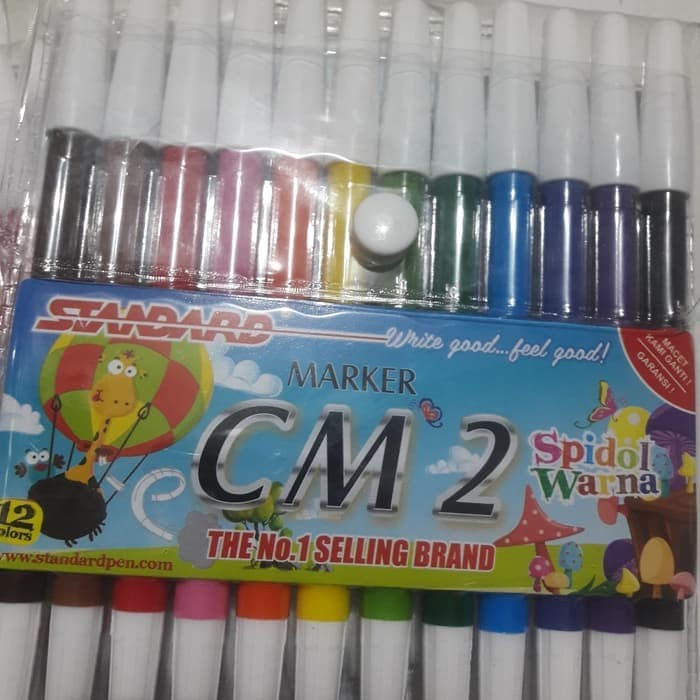 STANDARD
Write good...feel good!
MACET
KAMI GANTI
GARANSI!
MARKER
CM 2
Spidol
Warna
12
colors
THE No.1 SELLING BRAND
www.standardpen.com